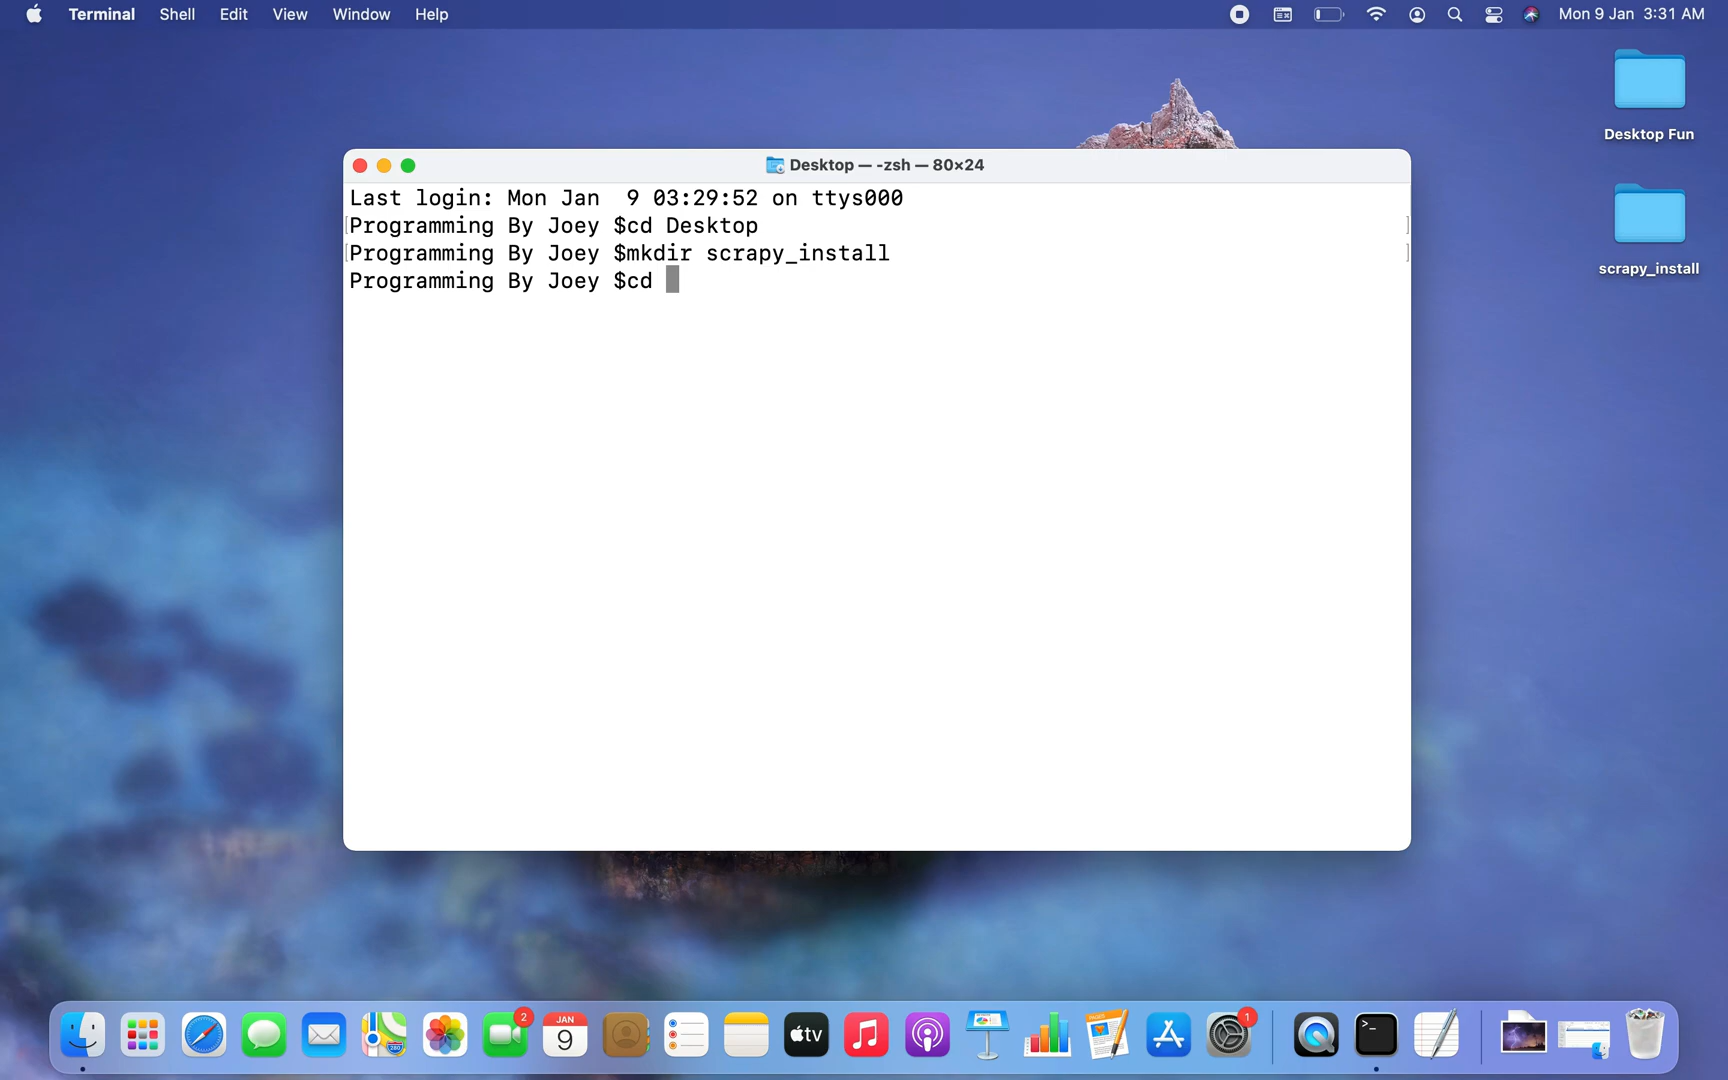 Terminal Shell Edit View Window Help Mon 9 Jan 3:31 AM
Desktop Fun
scrapy_install
Desktop — -zsh — 80×24
Last login: Mon Jan  9 03:29:52 on ttys000
Programming By Joey $cd Desktop
Programming By Joey $mkdir scrapy_install
Programming By Joey $cd
2
JAN
9
tv
PAGES
1
>_
280